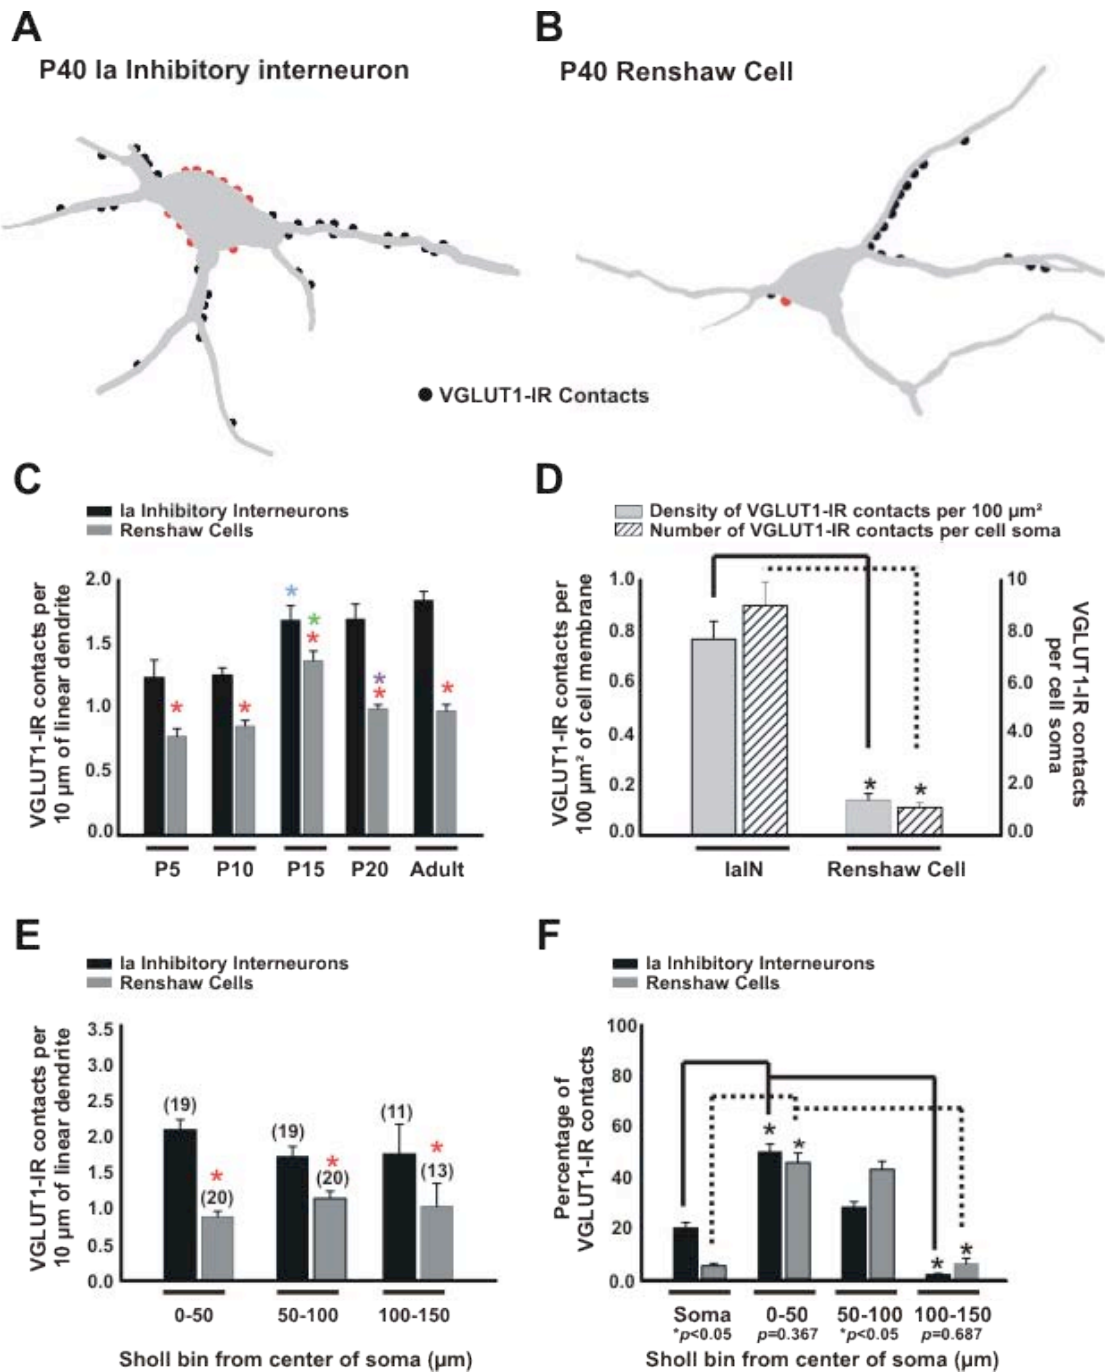 A
B
P40 Ia Inhibitory interneuron
P40 Renshaw Cell
VGLUT1-IR Contacts
C
Ia Inhibitory Interneurons
Renshaw Cells
VGLUT1-IR contacts per
10 µm of linear dendrite
2.0
1.5
1.0
0.5
0.0
*
*
*
*
*
*
*
*
P5
P10
P15
P20
Adult
D
Density of VGLUT1-IR contacts per 100 µm²
Number of VGLUT1-IR contacts per cell soma
VGLUT1-IR contacts per
100 µm² of cell membrane
1.0
0.8
0.6
0.4
0.2
0.0
*
*
10
8.0
6.0
4.0
2.0
0.0
VGLUT1-IR contacts
per cell soma
IaIN
Renshaw Cell
E
Ia Inhibitory Interneurons
Renshaw Cells
VGLUT1-IR contacts per
10 µm of linear dendrite
3.5
3.0
2.5
2.0
1.5
1.0
0.5
0.0
(19)
*
(20)
(19)
*
(20)
(11)
*
(13)
0-50
50-100
100-150
Sholl bin from center of soma (µm)
F
Ia Inhibitory Interneurons
Renshaw Cells
Percentage of
VGLUT1-IR contacts
100
80
60
40
20
0.0
*
*
*
*
Soma
0-50
50-100
100-150
*p<0.05
p=0.367
*p<0.05
p=0.687
Sholl bin from center of soma (µm)